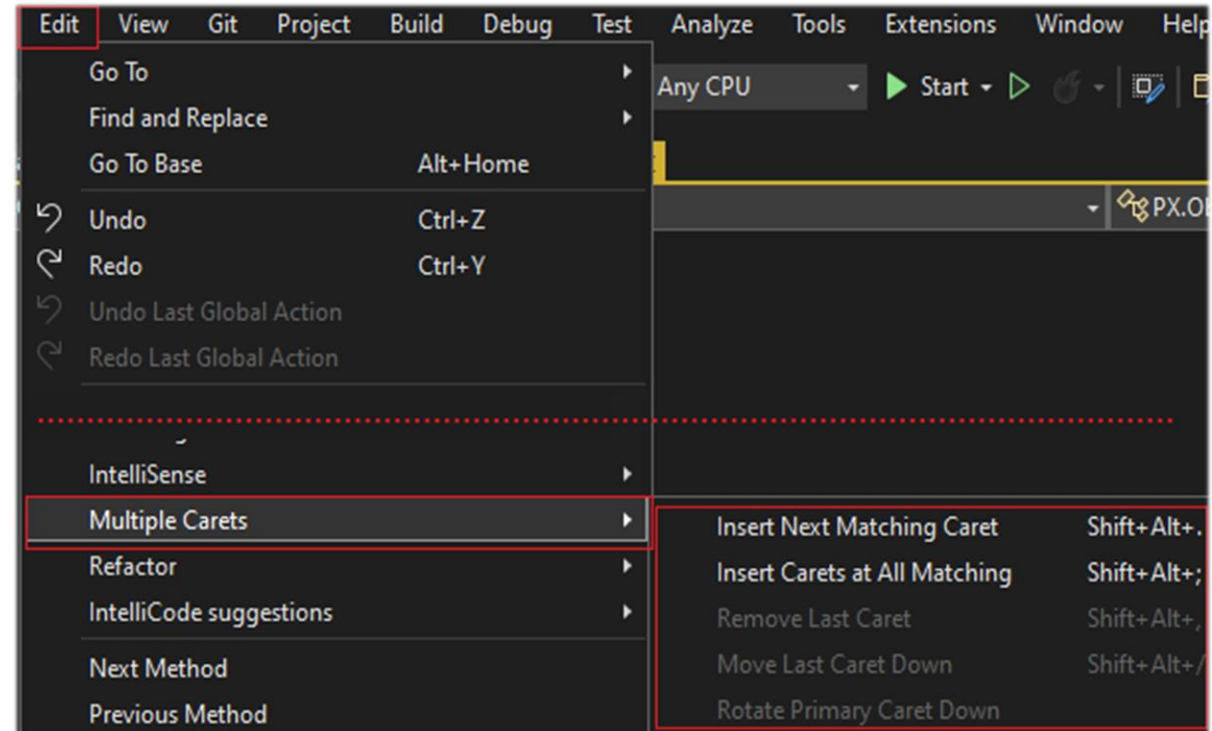 Edit View Git Project Build Debug Test Analyze Tools Extensions Window Help
Go To
Any CPU Start
Find and Replace
Go To Base Alt+Home
Undo Ctrl+Z
PX.O
Redo Ctrl+Y
Undo Last Global Action
Redo Last Global Action
IntelliSense
Multiple Carets
Insert Next Matching Caret Shift+Alt+.
Refactor
Insert Carets at All Matching Shift+Alt+;
IntelliCode suggestions
Remove Last Caret Shift+Alt+,
Next Method
Move Last Caret Down Shift+Alt+/
Previous Method
Rotate Primary Caret Down